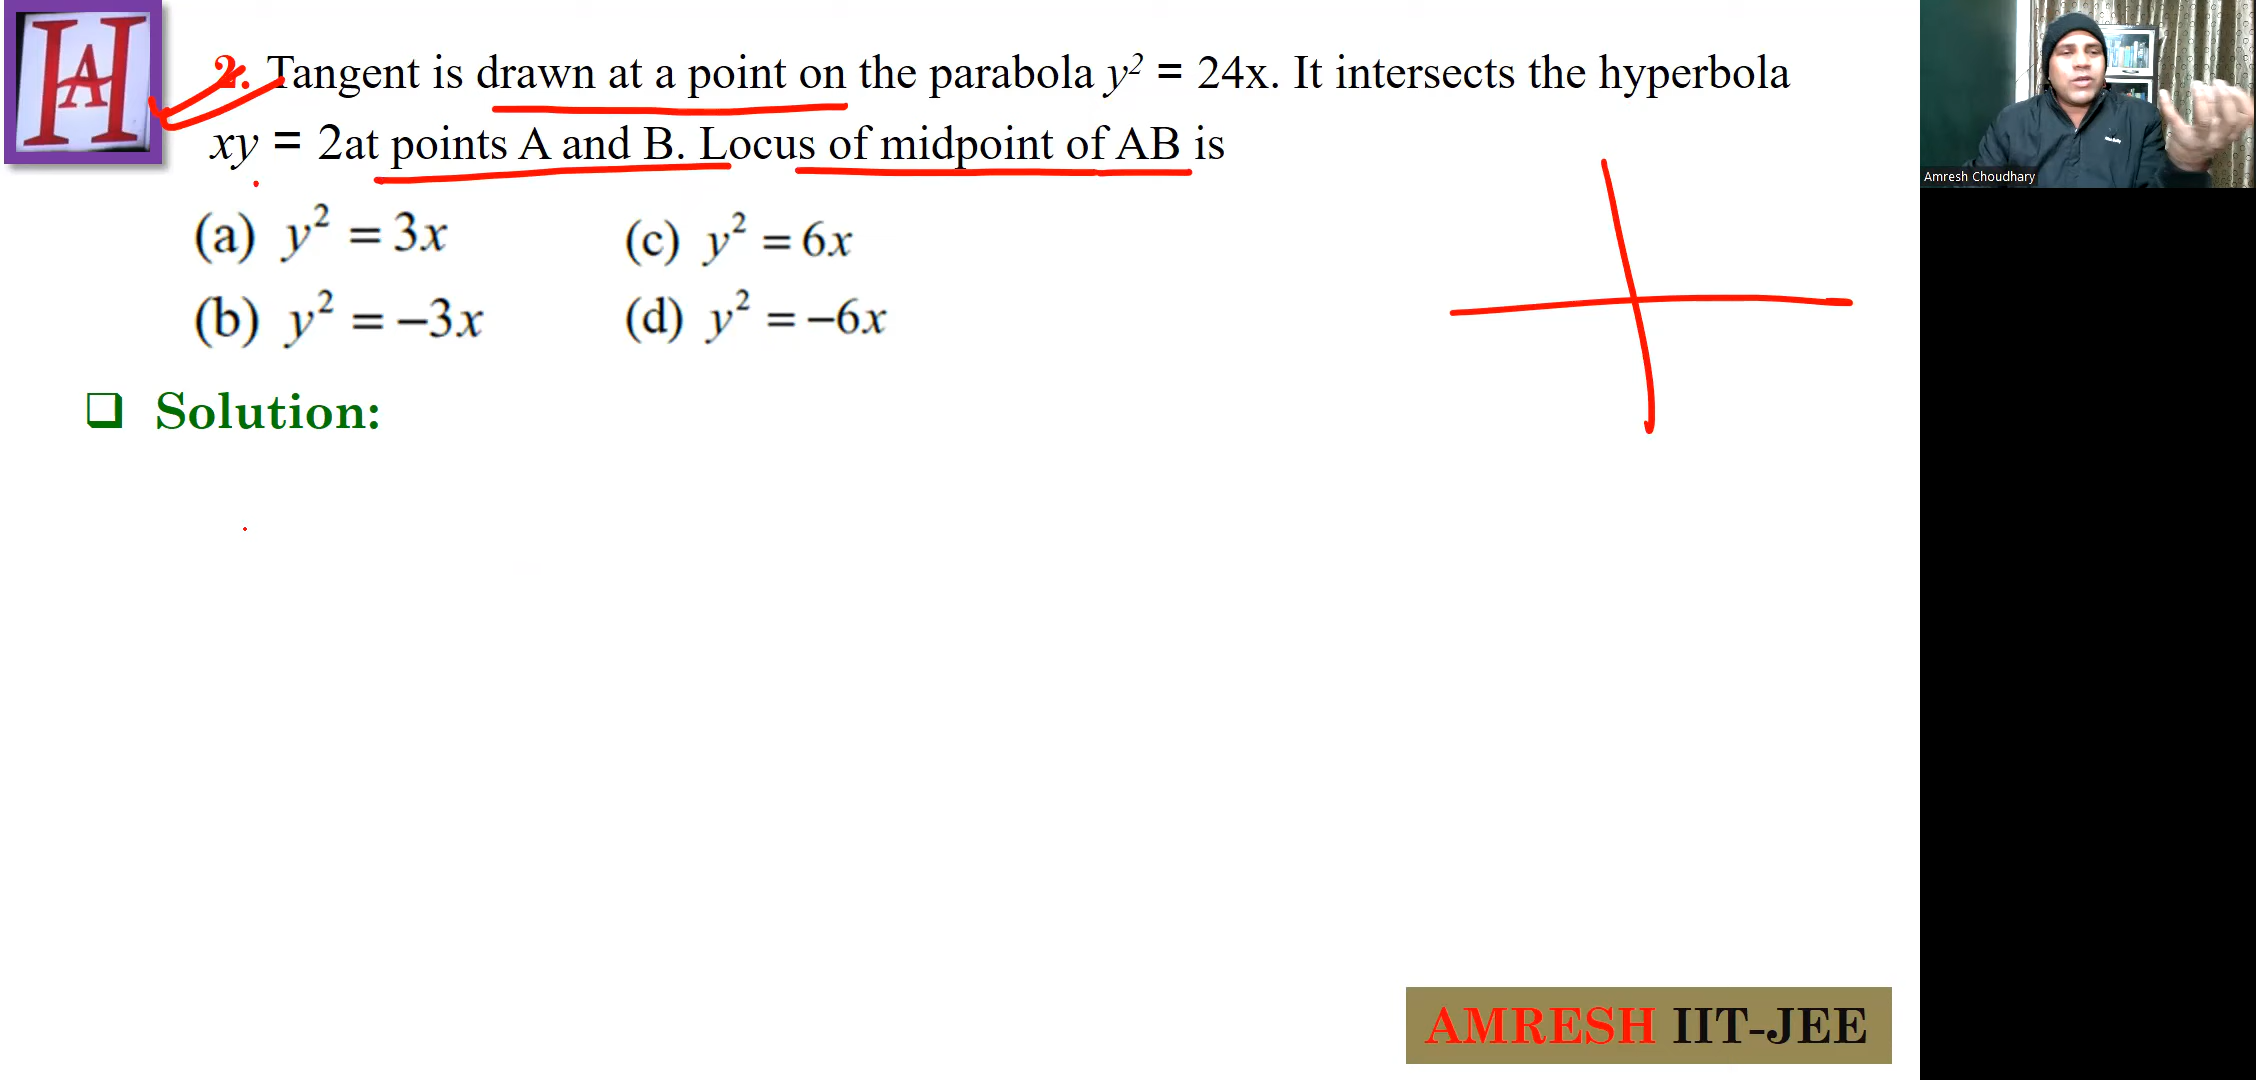 HA
2. Tangent is drawn at a point on the parabola y² = 24x. It intersects the hyperbola
xy = 2at points A and B. Locus of midpoint of AB is
(a) y² = 3x (c) y² = 6x
(b) y² = −3x (d) y² = −6x
❑ Solution:
Amresh Choudhary
AMRESH IIT-JEE